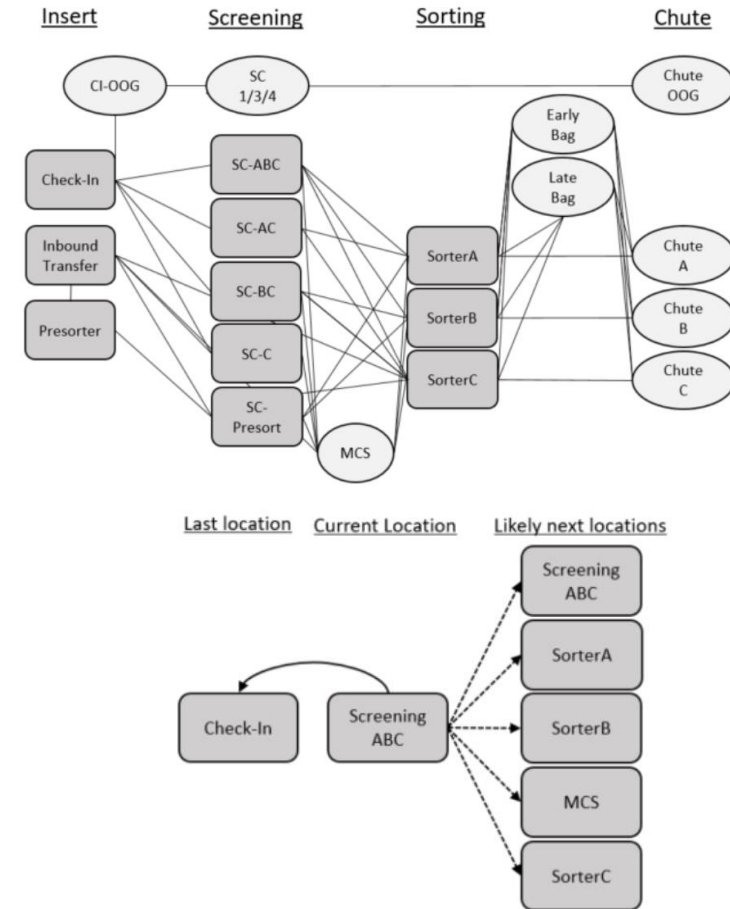 Insert
Screening
Sorting
Chute
CI-OOG
SC
1/3/4
Chute
OOG
Early
Bag
Check-In
SC-ABC
Late
Bag
SC-AC
Inbound
Transfer
SorterA
Chute
A
SC-BC
Presorter
SorterB
Chute
B
SC-C
SorterC
Chute
C
SC-
Presort
MCS
Last location
Current Location
Likely next locations
Screening
ABC
SorterA
Check-In
Screening
ABC
SorterB
MCS
SorterC